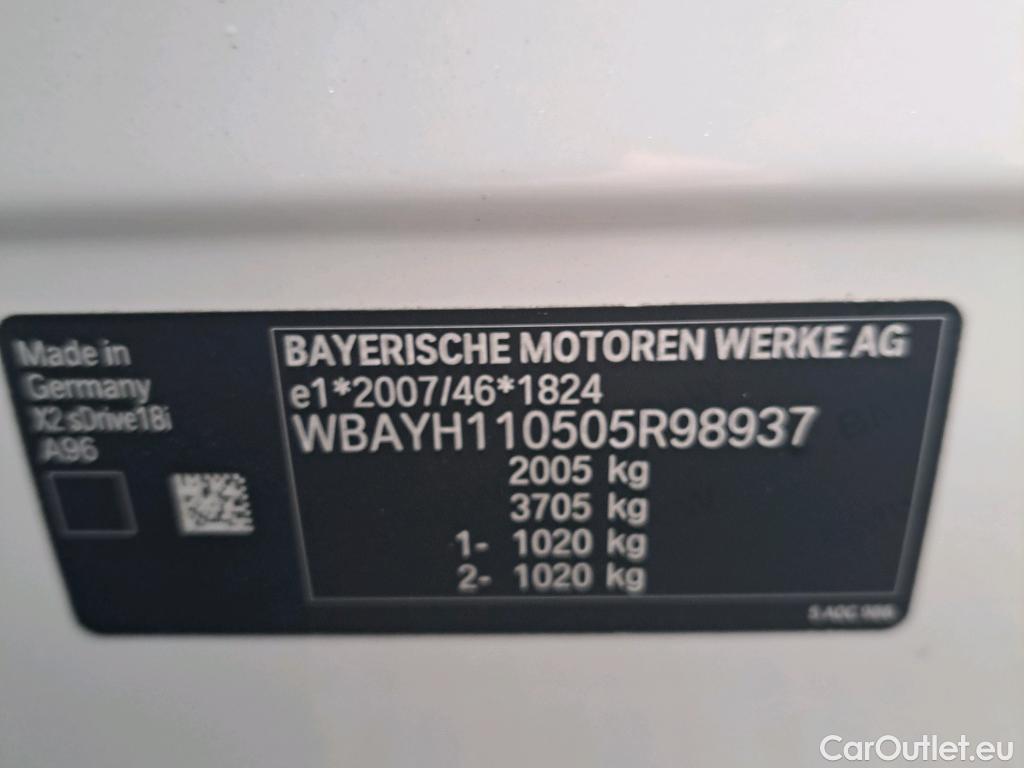 Made in
Germany
X2 sDrive18i
A96
BAYERISCHE MOTOREN WERKE AG
e1*2007/46*1824
WBAYH110505R98937
2005 kg
3705 kg
1- 1020 kg
2- 1020 kg
CarOutlet.eu